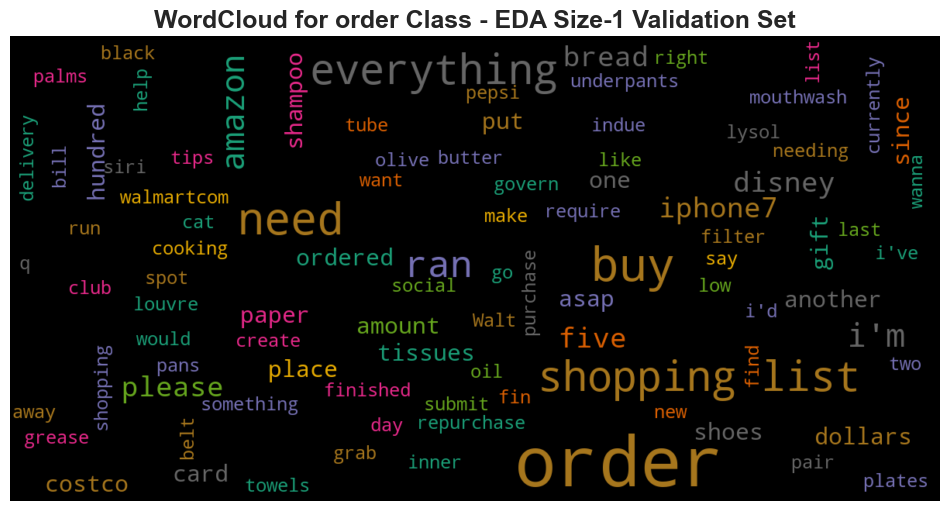 WordCloud for order Class - EDA Size-1 Validation Set
black
palms
help
amazon
shampoo
everything
bread
right
list
underpants
pepsi
mouthwash
currently
since
delivery
bill
hundred
siri
tips
tube
put
indue
lysol
needing
olive
butter
like
want
govern
one
disney
wanna
walmartcom
cat
run
need
make
require
iphone7
gift
last
filter
i've
cooking
q
ordered
ran
go
purchase
buy
say
spot
club
social
low
another
louvre
asap
i'd
paper
amount
Walt
five
i'm
would
create
tissues
shopping
pans
place
oil
find
two
please
finished
shopping list
something
submit
fin
away
belt
day
repurchase
new
grease
grab
inner
order
shoes
dollars
pair
costco
card
towels
plates